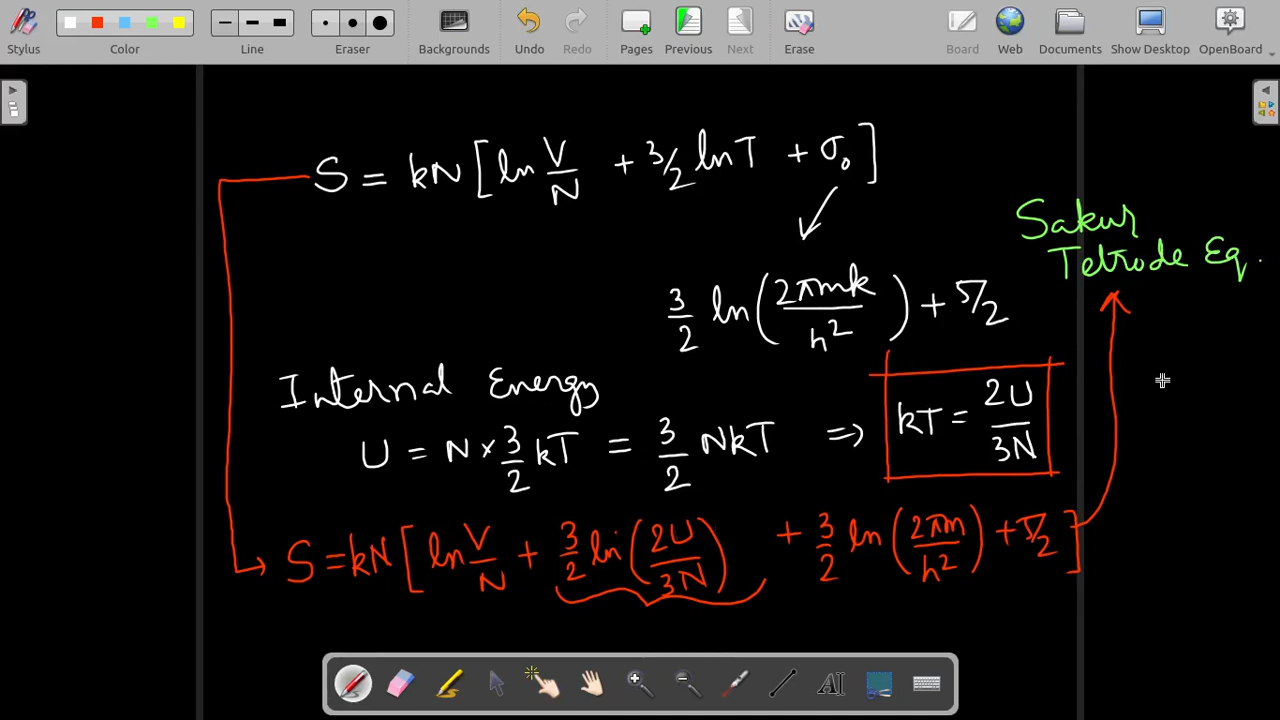 Stylus Color Line Eraser Backgrounds Undo Redo Pages Previous Next Erase Board Web Documents Show Desktop OpenBoard
S = kN [ ln V/N + 3/2 ln T + σ₀ ]
Sakur
Tetrode Eq.
3/2 ln ( 2πmk / h² ) + 5/2
Internal Energy
U = N × 3/2 kT = 3/2 NkT ⇒ kT = 2U/3N
S = kN [ ln V/N + 3/2 ln ( 2U/3N ) + 3/2 ln ( 2πm / h² ) + 5/2 ]
AI